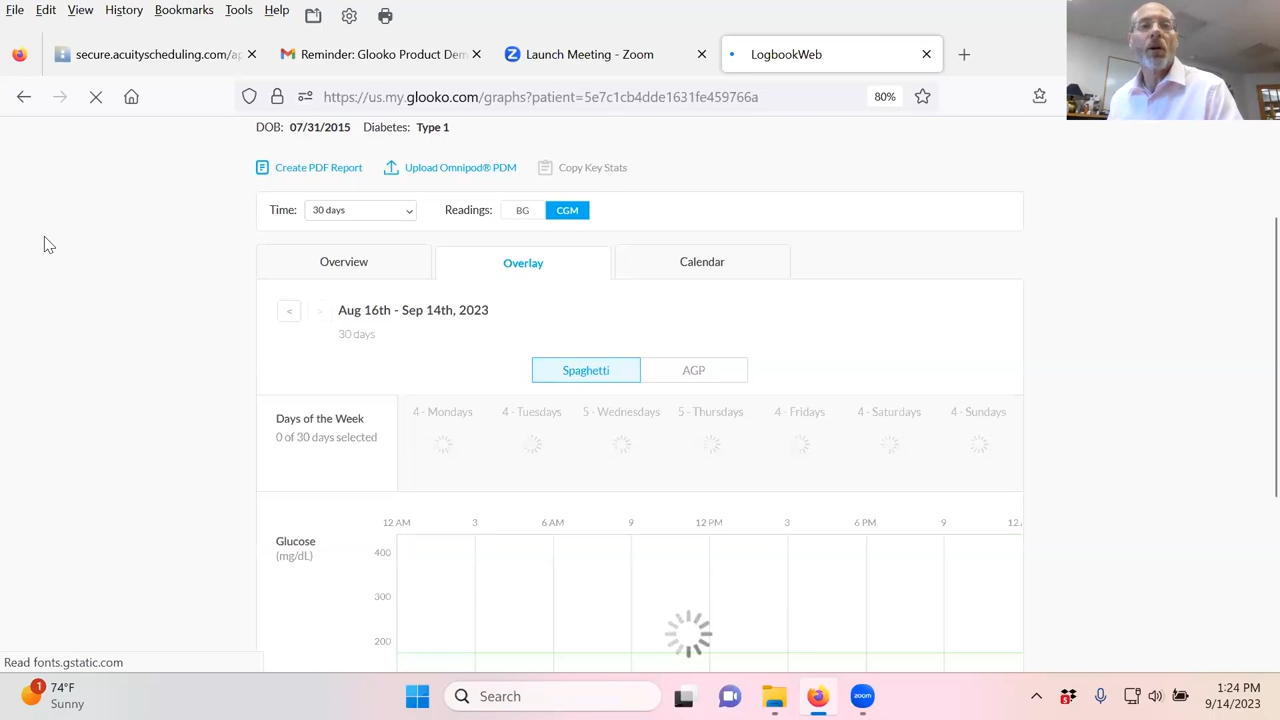 File Edit View History Bookmarks Tools Help
secure.acuityscheduling.com/ap
Reminder: Glooko Product Dem
Launch Meeting - Zoom
LogbookWeb
https://us.my.glooko.com/graphs?patient=5e7c1cb4dde1631fe459766a
80%
DOB: 07/31/2015 Diabetes: Type 1
Create PDF Report Upload Omnipod® PDM Copy Key Stats
Time: 30 days Readings: BG CGM
Overview Overlay Calendar
< > Aug 16th - Sep 14th, 2023
30 days
Spaghetti AGP
Days of the Week
0 of 30 days selected
4 - Mondays 4 - Tuesdays 5 - Wednesdays 5 - Thursdays 4 - Fridays 4 - Saturdays 4 - Sundays
12 AM 3 6 AM 9 12 PM 3 6 PM 9 12
Glucose
(mg/dL)
400
300
200
Read fonts.gstatic.com
1 74°F
Sunny
Search
zoom
S
1:24 PM
9/14/2023